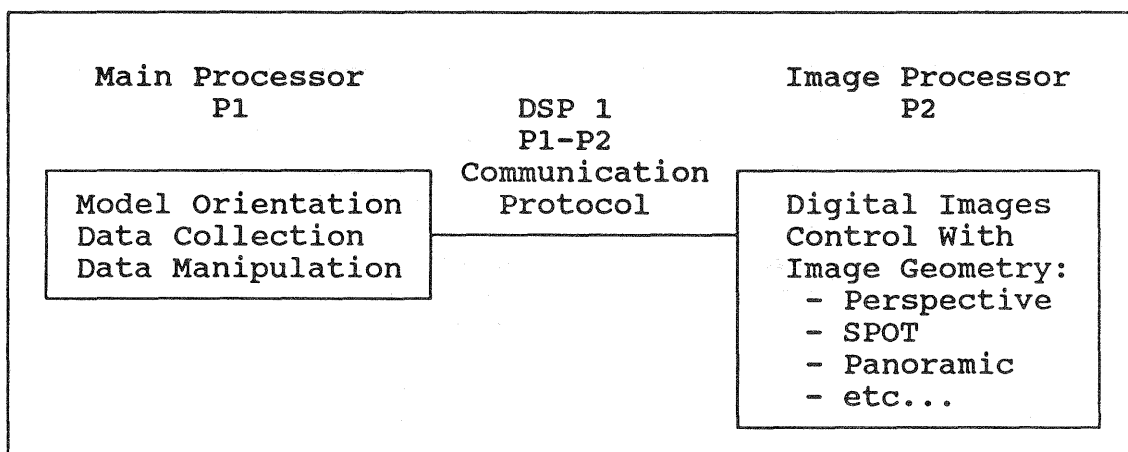 Main Processor
P1
DSP 1
P1-P2
Communication
Protocol
Image Processor
P2
Model Orientation
Data Collection
Data Manipulation
Digital Images
Control With
Image Geometry:
- Perspective
- SPOT
- Panoramic
- etc...